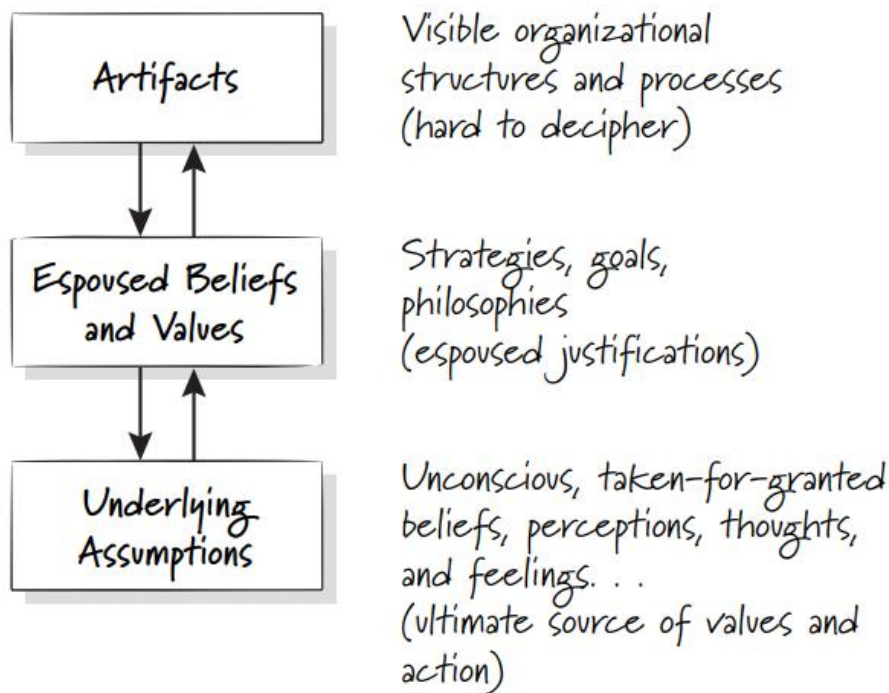 Artifacts
Visible organizational
structures and processes
(hard to decipher)
Espoused Beliefs
and Values
Strategies, goals,
philosophies
(espoused justifications)
Underlying
Assumptions
Unconscious, taken-for-granted
beliefs, perceptions, thoughts,
and feelings. . .
(ultimate source of values and
action)